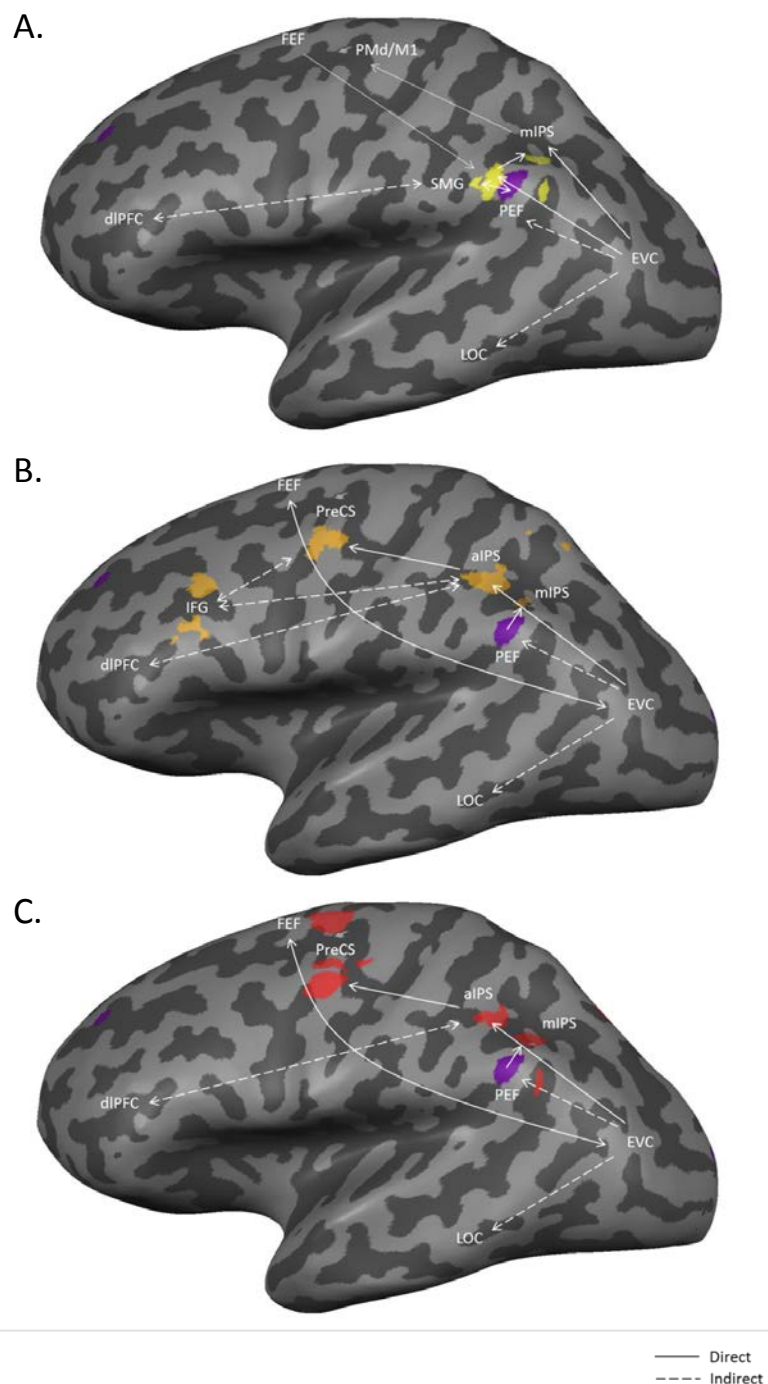 A.
FEF
PMd/M1
mIPS
SMG
PEF
dlPFC
EVC
LOC
B.
FEF
PreCS
aIPS
mIPS
IFG
PEF
dlPFC
EVC
LOC
C.
FEF
PreCS
aIPS
mIPS
PEF
dlPFC
EVC
LOC
Direct
Indirect